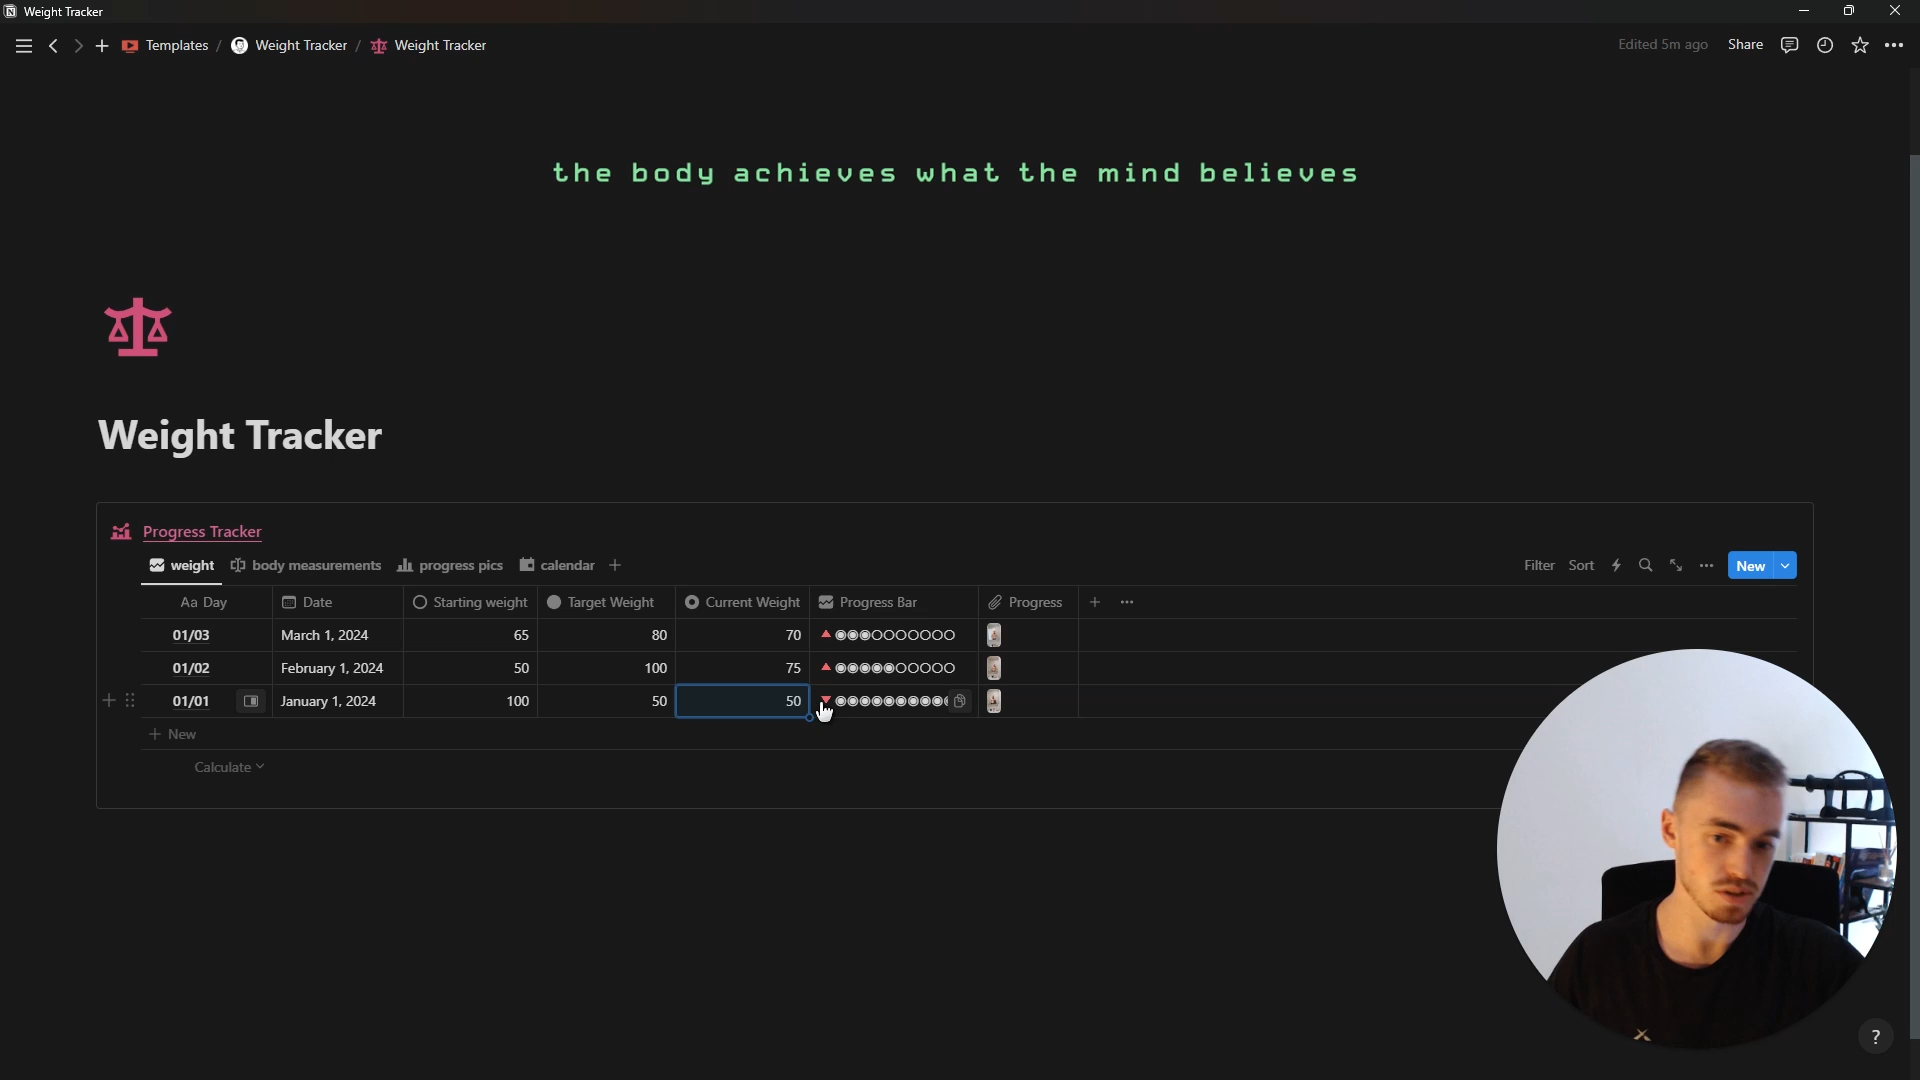 Weight Tracker
Templates / Weight Tracker / Weight Tracker
Edited 5m ago Share
the body achieves what the mind believes
Weight Tracker
Progress Tracker
weight body measurements progress pics calendar
Filter Sort New
Aa Day Date Starting weight Target Weight Current Weight Progress Bar Progress
01/03 March 1, 2024 65 80 70
01/02 February 1, 2024 50 100 75
01/01 January 1, 2024 100 50 50
+ New
Calculate
?